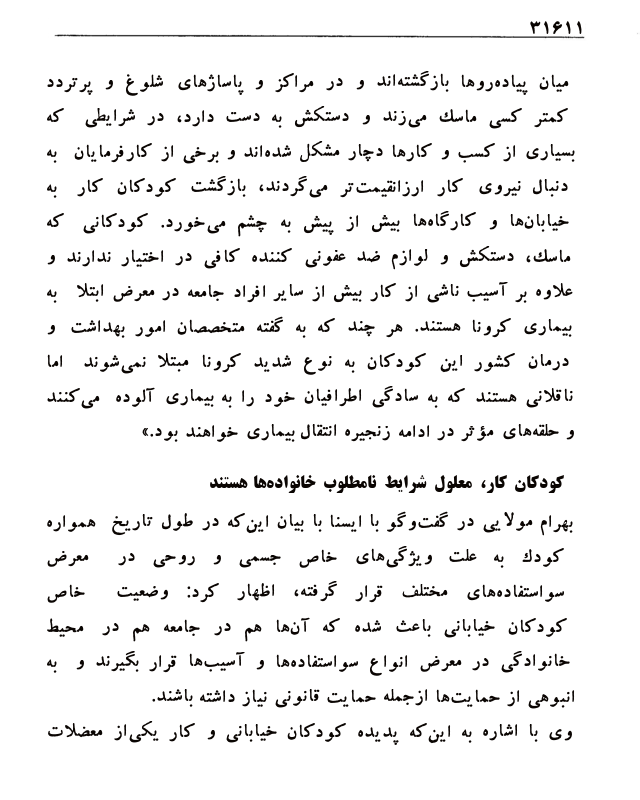 ۳۱۶۱۱
میان پیاده‌روها بازگشته‌اند و در مراکز و پاساژهای شلوغ و پرتردد
کمتر کسی ماسك می‌زند و دستکش به دست دارد، در شرایطی که
بسیاری از کسب و کارها دچار مشکل شده‌اند و برخی از کارفرمایان به
دنبال نیروی کار ارزانقیمت‌تر می‌گردند، بازگشت کودکان کار به
خیابان‌ها و کارگاه‌ها بیش از پیش به چشم می‌خورد. کودکانی که
ماسك، دستکش و لوازم ضد عفونی کننده کافی در اختیار ندارند و
علاوه بر آسیب ناشی از کار بیش از سایر افراد جامعه در معرض ابتلا به
بیماری کرونا هستند. هر چند که به گفته متخصصان امور بهداشت و
درمان کشور این کودکان به نوع شدید کرونا مبتلا نمی‌شوند اما
ناقلانی هستند که به سادگی اطرافیان خود را به بیماری آلوده می‌کنند
و حلقه‌های مؤثر در ادامه زنجیره انتقال بیماری خواهند بود.»
کودکان کار، معلول شرایط نامطلوب خانواده‌ها هستند
بهرام مولایی در گفت‌وگو با ایسنا با بیان این‌که در طول تاریخ همواره
کودك به علت ویژگی‌های خاص جسمی و روحی در معرض
سواستفاده‌های مختلف قرار گرفته، اظهار کرد: وضعیت خاص
کودکان خیابانی باعث شده که آن‌ها هم در جامعه هم در محیط
خانوادگی در معرض انواع سواستفاده‌ها و آسیب‌ها قرار بگیرند و به
انبوهی از حمایت‌ها ازجمله حمایت قانونی نیاز داشته باشند.
وی با اشاره به این‌که پدیده کودکان خیابانی و کار یکی‌از معضلات